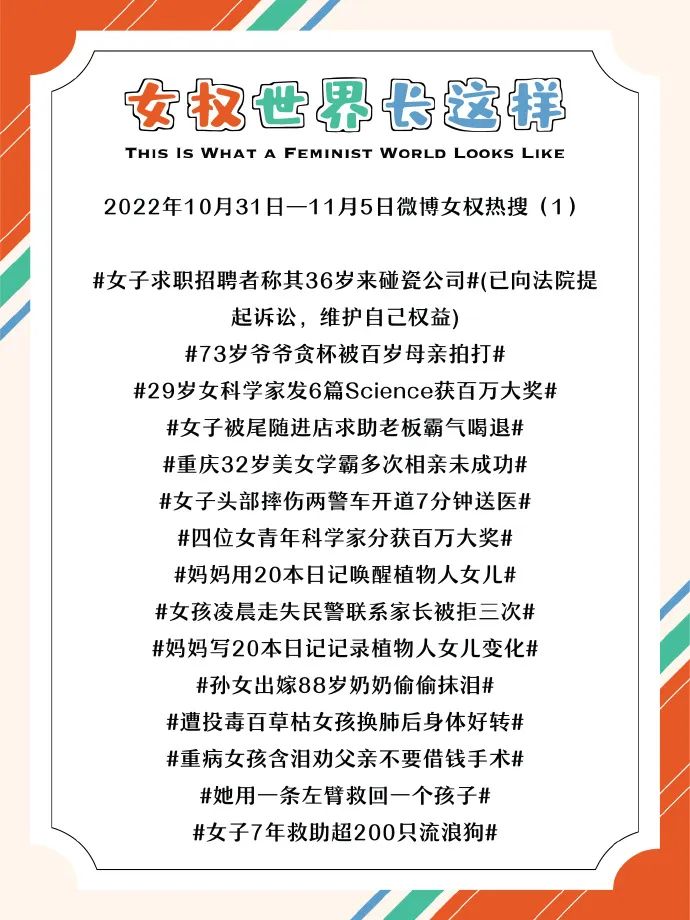 女权世界长这样
THIS IS WHAT A FEMINIST WORLD LOOKS LIKE
2022年10月31日—11月5日微博女权热搜（1）
#女子求职招聘者称其36岁来碰瓷公司#(已向法院提
起诉讼，维护自己权益)
#73岁爷爷贪杯被百岁母亲拍打#
#29岁女科学家发6篇Science获百万大奖#
#女子被尾随进店求助老板霸气喝退#
#重庆32岁美女学霸多次相亲未成功#
#女子头部摔伤两警车开道7分钟送医#
#四位女青年科学家分获百万大奖#
#妈妈用20本日记唤醒植物人女儿#
#女孩凌晨走失民警联系家长被拒三次#
#妈妈写20本日记记录植物人女儿变化#
#孙女出嫁88岁奶奶偷偷抹泪#
#遭投毒百草枯女孩换肺后身体好转#
#重病女孩含泪劝父亲不要借钱手术#
#她用一条左臂救回一个孩子#
#女子7年救助超200只流浪狗#